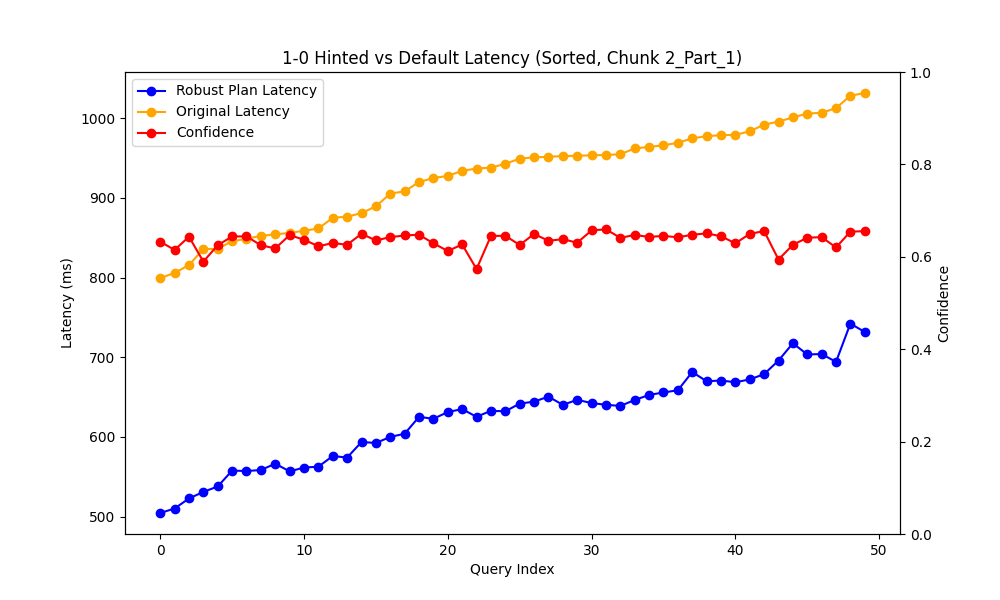 1-0 Hinted vs Default Latency (Sorted, Chunk 2_Part_1)
Robust Plan Latency
Original Latency
Confidence
1000
900
800
700
600
500
Latency (ms)
1.0
0.8
0.6
0.4
0.2
0.0
Confidence
0 10 20 30 40 50
Query Index